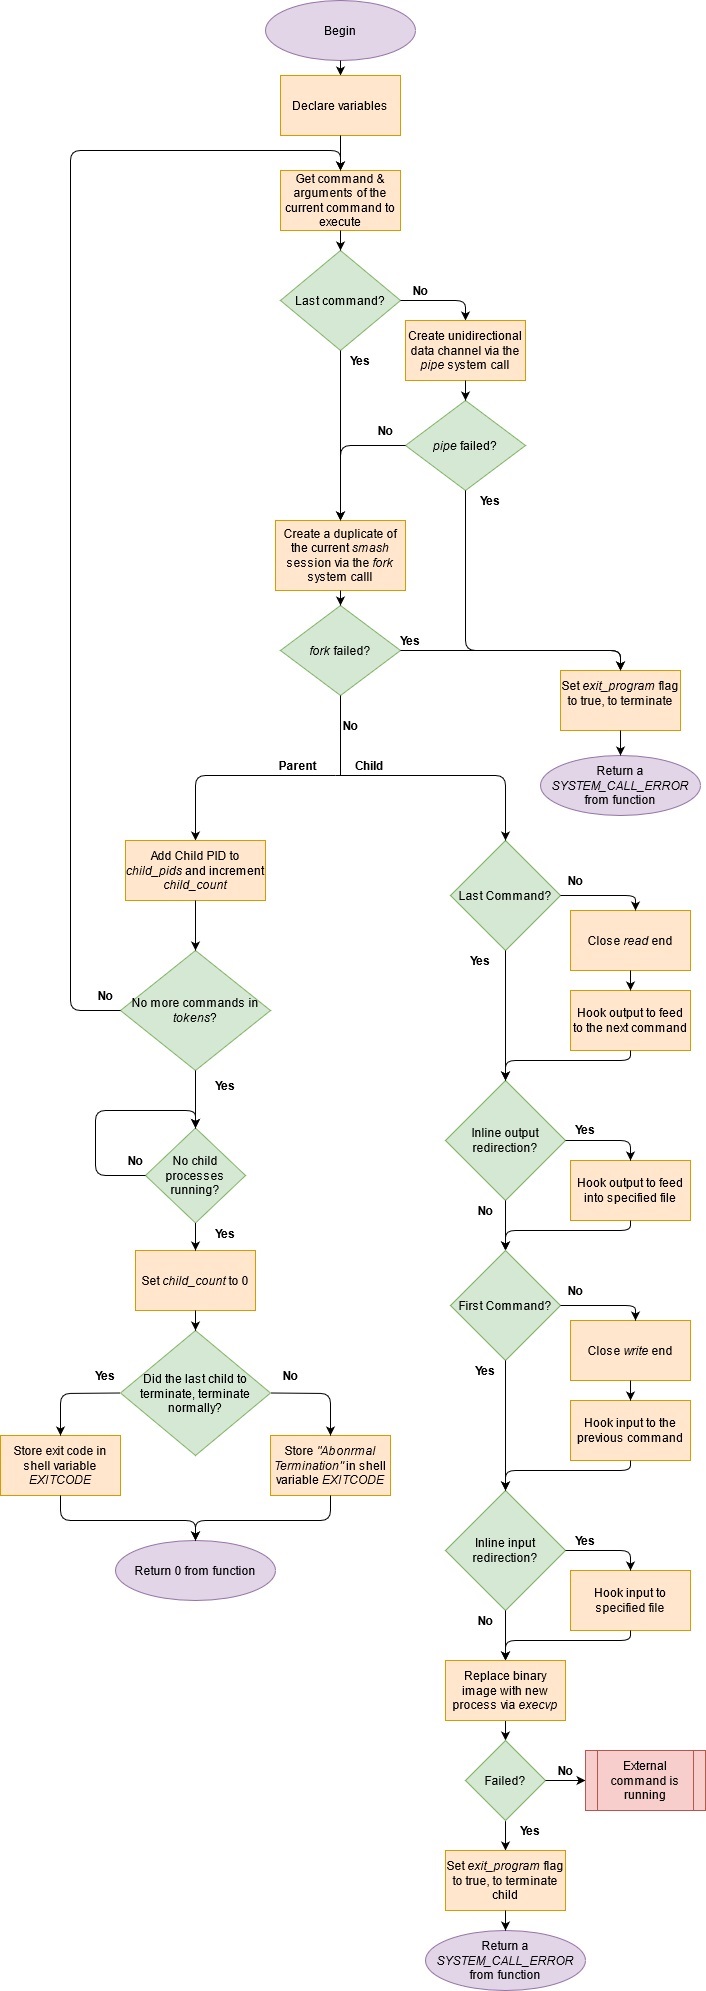 Begin
Declare variables
Get command &
arguments of the
current command to
execute
Last command?
No
Yes
Create unidirectional
data channel via the
pipe system call
No
pipe failed?
Yes
Create a duplicate of
the current smash
session via the fork
system calll
fork failed?
Yes
No
Set exit_program flag
to true, to terminate
Return a
SYSTEM_CALL_ERROR
from function
Parent
Child
Add Child PID to
child_pids and increment
child_count
No more commands in
tokens?
No
Yes
No child
processes
running?
No
Yes
Set child_count to 0
Did the last child to
terminate, terminate
normally?
Yes
No
Store exit code in
shell variable
EXITCODE
Store "Abonrmal
Termination" in shell
variable EXITCODE
Return 0 from function
Last Command?
No
Yes
Close read end
Hook output to feed
to the next command
Inline output
redirection?
Yes
No
Hook output to feed
into specified file
First Command?
No
Yes
Close write end
Hook input to the
previous command
Inline input
redirection?
Yes
No
Hook input to
specified file
Replace binary
image with new
process via execvp
Failed?
No
Yes
External
command is
running
Set exit_program flag
to true, to terminate
child
Return a
SYSTEM_CALL_ERROR
from function